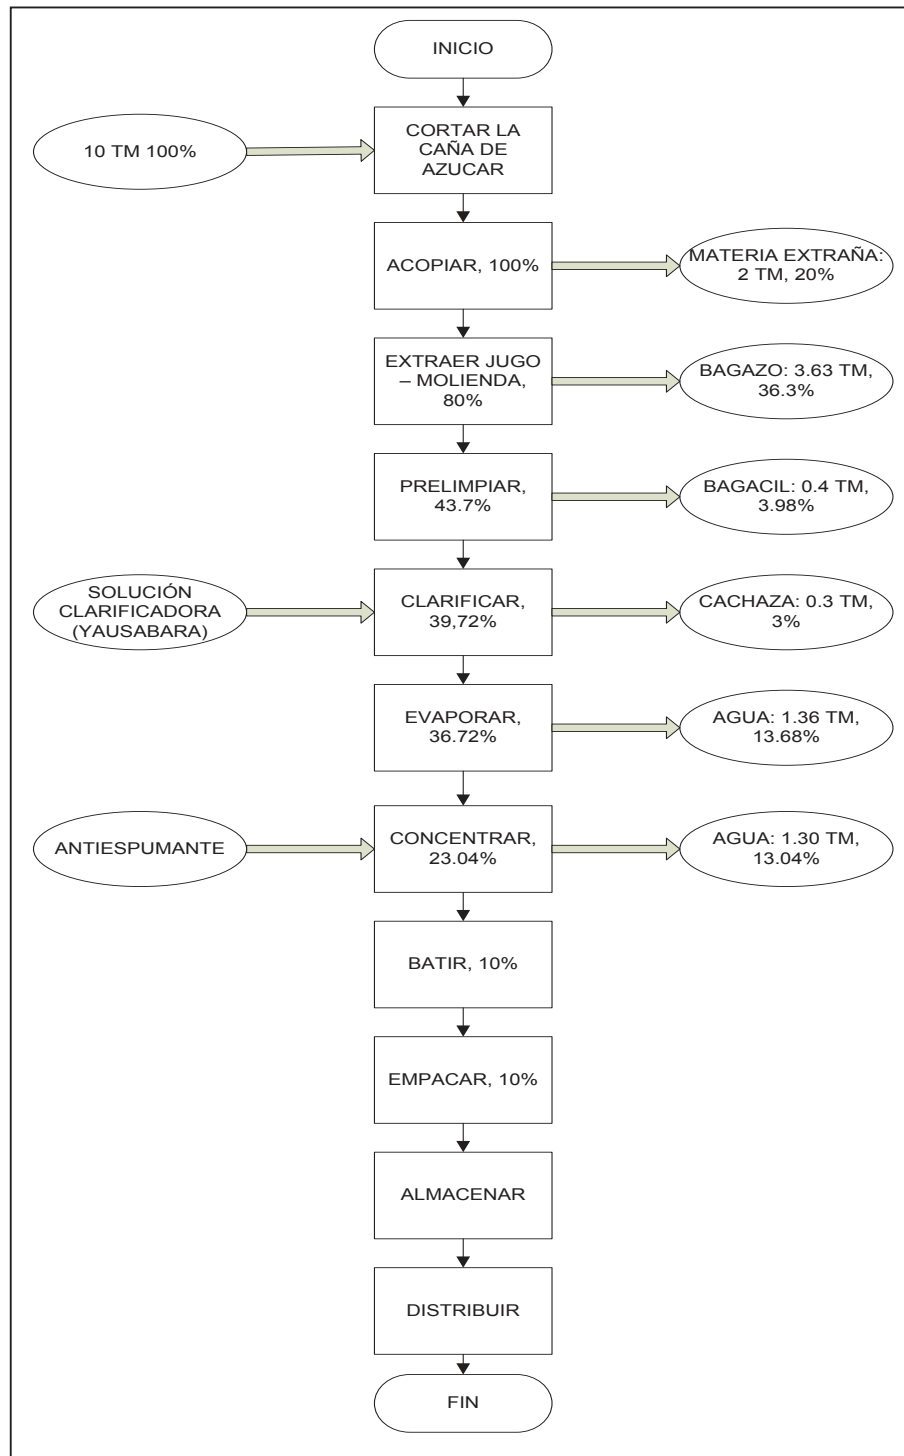 INICIO
10 TM 100%
CORTAR LA
CAÑA DE
AZUCAR
ACOPIAR, 100%
MATERIA EXTRAÑA:
2 TM, 20%
EXTRAER JUGO
– MOLIENDA,
80%
BAGAZO: 3.63 TM,
36.3%
PRELIMPIAR,
43.7%
BAGACIL: 0.4 TM,
3.98%
SOLUCIÓN
CLARIFICADORA
(YAUSABARA)
CLARIFICAR,
39,72%
CACHAZA: 0.3 TM,
3%
EVAPORAR,
36.72%
AGUA: 1.36 TM,
13.68%
ANTIESPUMANTE
CONCENTRAR,
23.04%
AGUA: 1.30 TM,
13.04%
BATIR, 10%
EMPACAR, 10%
ALMACENAR
DISTRIBUIR
FIN